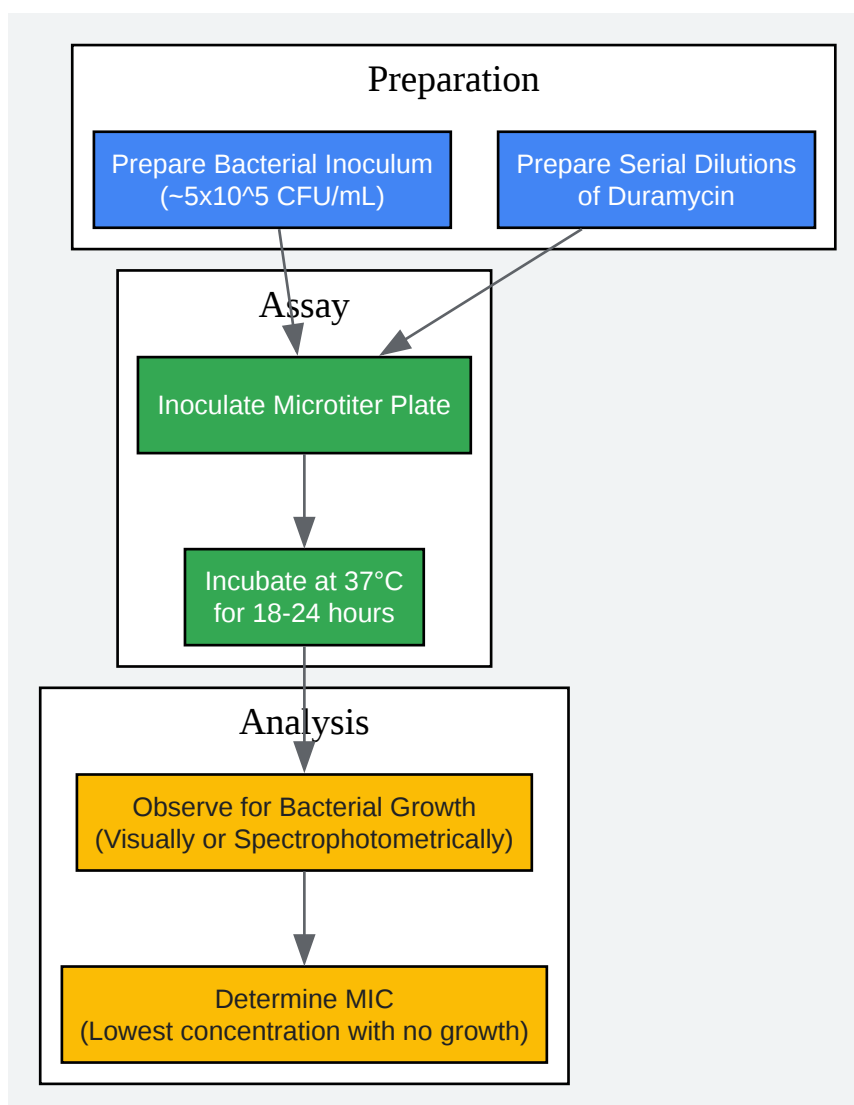 Preparation
Prepare Bacterial Inoculum
(~5x10^5 CFU/mL)
Prepare Serial Dilutions
of Duramycin
Assay
Inoculate Microtiter Plate
Incubate at 37°C
for 18-24 hours
Analysis
Observe for Bacterial Growth
(Visually or Spectrophotometrically)
Determine MIC
(Lowest concentration with no growth)